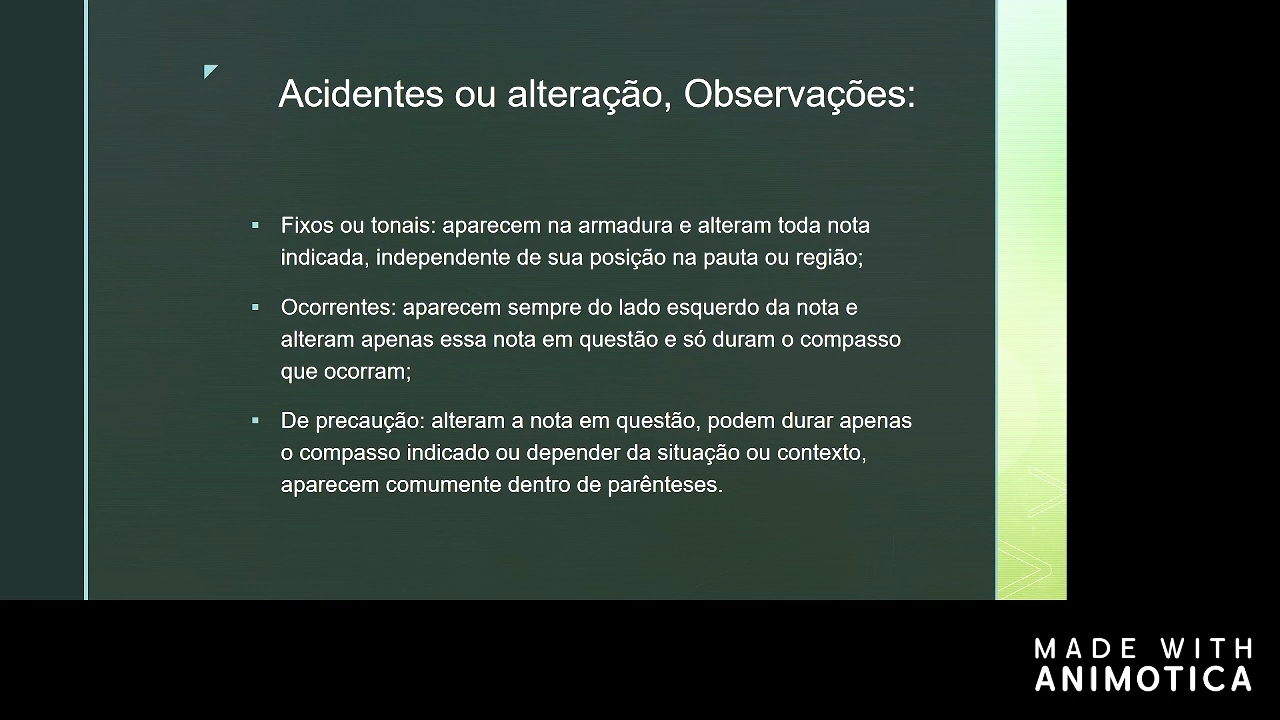 Acidentes ou alteração, Observações:
Fixos ou tonais: aparecem na armadura e alteram toda nota
indicada, independente de sua posição na pauta ou região;
Ocorrentes: aparecem sempre do lado esquerdo da nota e
alteram apenas essa nota em questão e só duram o compasso
que ocorram;
De precaução: alteram a nota em questão, podem durar apenas
o compasso indicado ou depender da situação ou contexto,
aparecem comumente dentro de parênteses.
MADE WITH
ANIMOTICA